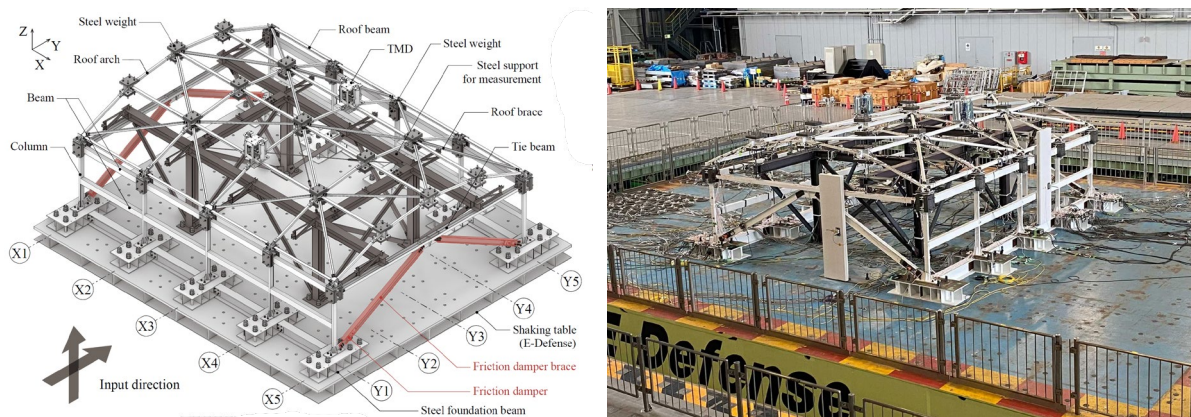 Steel weight
Roof beam
TMD
Steel weight
Steel support
for measurement
Z
Y
X
Roof arch
Beam
Roof brace
Column
Tie beam
X1
X2
X3
X4
X5
Y5
Y4
Y3
Y2
Y1
Shaking table
(E-Defense)
Friction damper brace
Friction damper
Steel foundation beam
Input direction
E-Defense